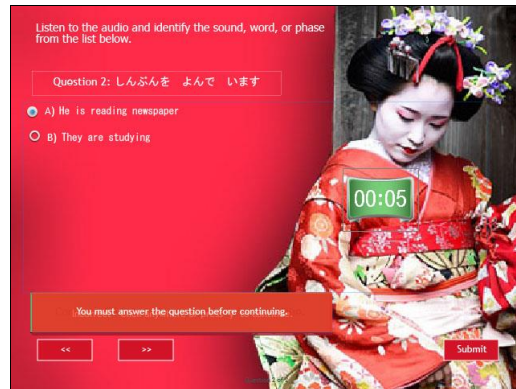 Listen to the audio and identify the sound, word, or phase
from the list below.
Question 2: しんぶんを よんで います
A) He is reading newspaper
B) They are studying
00:05
You must answer the question before continuing.
<<
>>
Submit